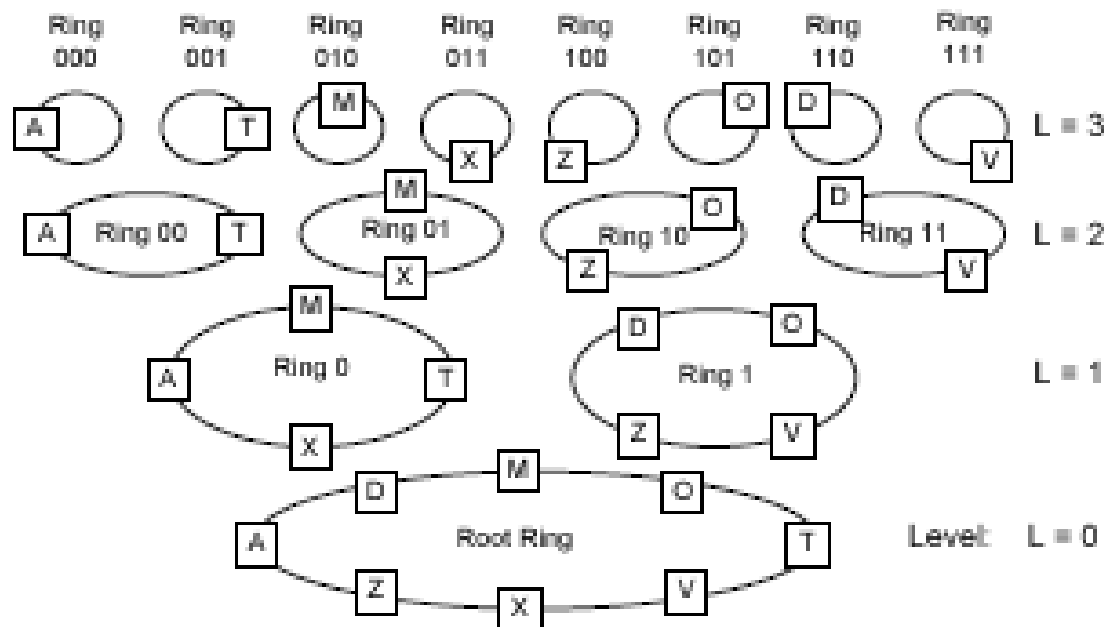 Ring Ring Ring Ring Ring Ring Ring Ring
000 001 010 011 100 101 110 111
A T M X Z O D V L = 3
A Ring 00 T M Ring 01 X Z Ring 10 O D Ring 11 V L = 2
M D O
A Ring 0 T Ring 1 L = 1
X Z V
D M O
A Root Ring T Level: L = 0
Z X V